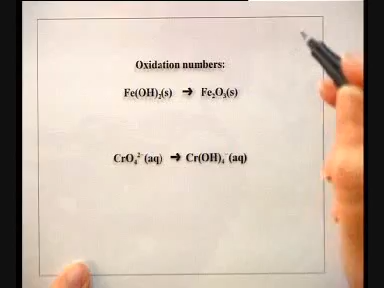 Oxidation numbers:
Fe(OH)₂(s) ➔ Fe₂O₃(s)
CrO₄²⁻(aq) ➔ Cr(OH)₄⁻(aq)